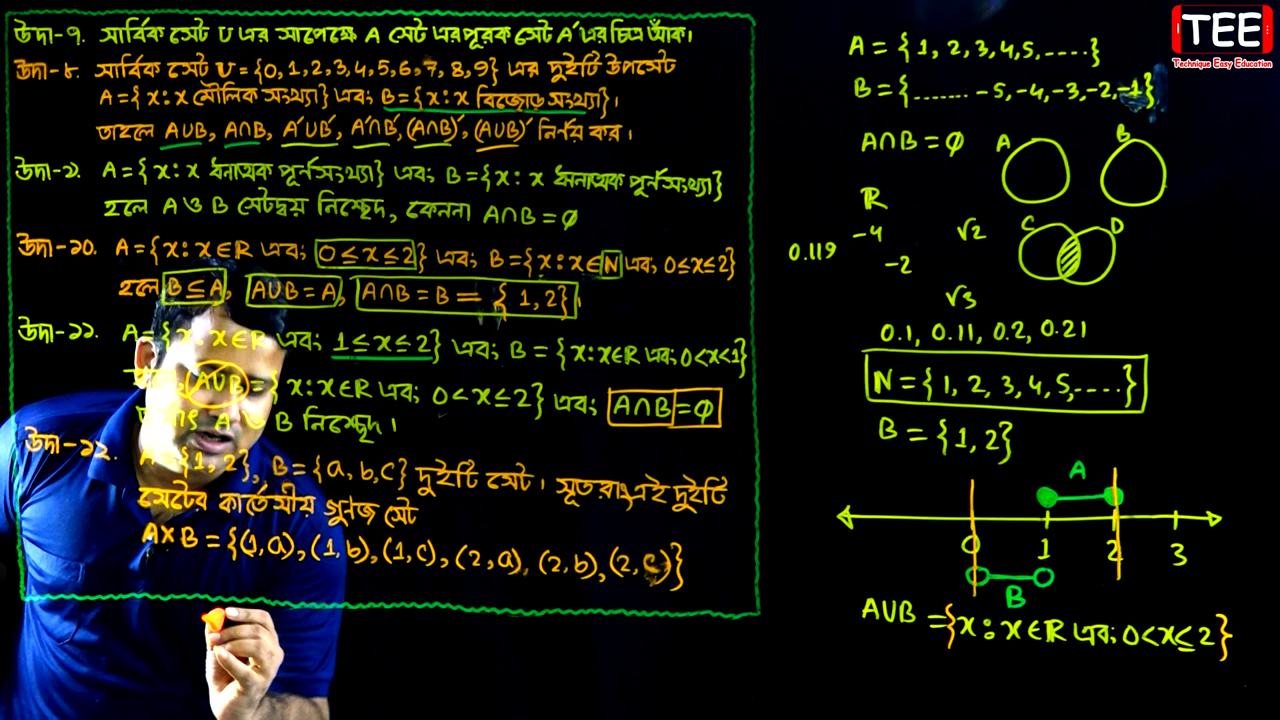 উদা-৭. সার্বিক সেট U এর সাপেক্ষে A সেট এর পূরক সেট A′ এর চিত্র আঁক।
উদা-৮. সার্বিক সেট U = {0, 1, 2, 3, 4, 5, 6, 7, 8, 9} এর দুইটি উপসেট
A = {x : x মৌলিক সংখ্যা} এবং B = {x : x বিজোড় সংখ্যা}।
তাহলে A∪B, A∩B, A′∪B′, A′∩B′, (A∩B)′, (A∪B)′ নির্ণয় কর।
উদা-৯. A = {x : x ধনাত্মক পূর্নসংখ্যা} এবং B = {x : x ঋনাত্মক পূর্নসংখ্যা}
হলে A ও B সেটদ্বয় নিশ্ছেদ, কেননা A∩B = φ
উদা-১০. A = {x : x∈R এবং 0≤x≤2} এবং B = {x : x∈N এবং 0≤x≤2}
হলে B⊆A, A∪B = A, A∩B = B = {1, 2}।
উদা-১১. A = {x : x∈R এবং 1≤x≤2} এবং B = {x : x∈R এবং 0<x<1}
A∪B = {x : x∈R এবং 0<x≤2} এবং A∩B = φ
A ও B নিশ্ছেদ।
উদা-১২. A = {1, 2}, B = {a, b, c} দুইটি সেট। সূতরাং এই দুইটি
সেটের কার্তেসীয় গুণজ সেট
A×B = {(1, a), (1, b), (1, c), (2, a), (2, b), (2, c)}
TEE
Technique Easy Education
A = {1, 2, 3, 4, 5, ....}
B = {....... -5, -4, -3, -2, -1}
A∩B = φ
A B
R
-4 √2 C D
0.119
-2
√3
0.1, 0.11, 0.2, 0.21
N = {1, 2, 3, 4, 5, ....}
B = {1, 2}
A
0 1 2 3
B
A∪B = {x : x∈R এবং 0<x≤2}